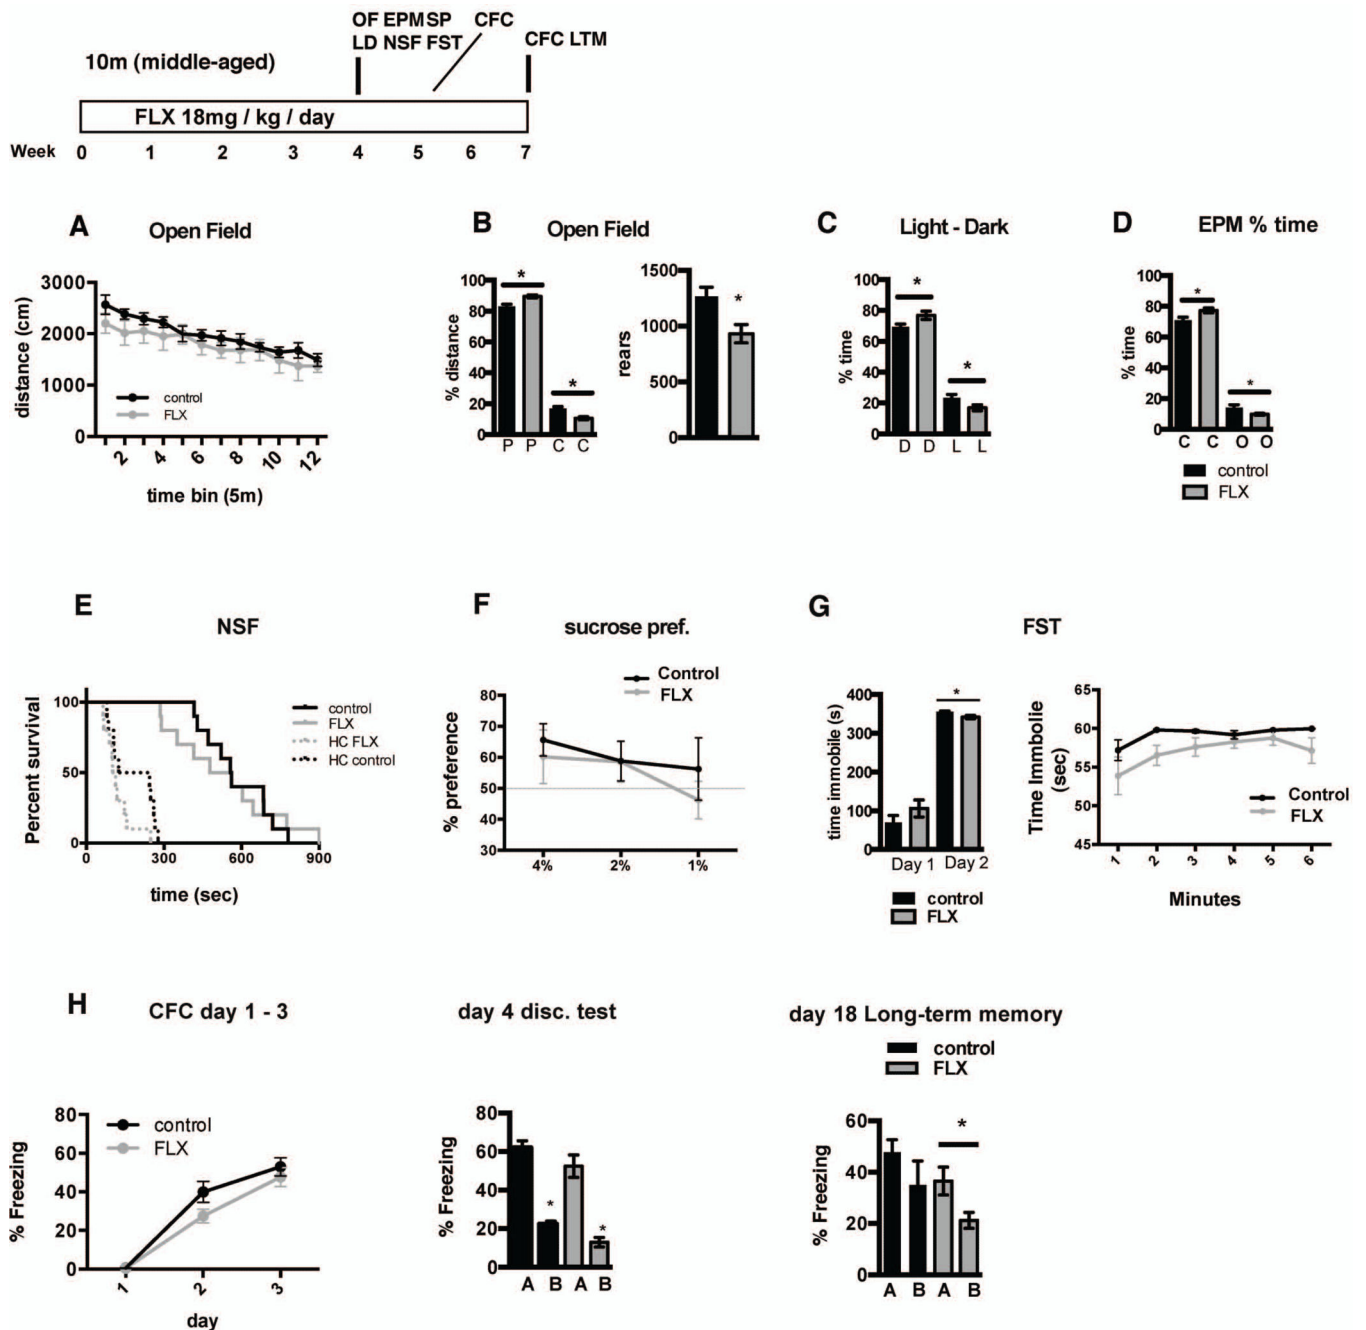 OF EPM SP CFC
LD NSF FST CFC LTM
10m (middle-aged)
FLX 18mg / kg / day
Week 0 1 2 3 4 5 6 7
A Open Field
distance (cm)
3000
2000
1000
0
control
FLX
2 4 6 8 10 12
time bin (5m)
B Open Field
% distance
100
80
60
40
20
0
* *
P P C C
rears
1500
1000
500
0
*
C Light - Dark
% time
100
80
60
40
20
0
* *
D D L L
D EPM % time
% time
100
80
60
40
20
0
* *
C C O O
control
FLX
E NSF
Percent survival
100
50
0
control
FLX
HC FLX
HC control
0 300 600 900
time (sec)
F sucrose pref.
Control
FLX
% preference
80
70
60
50
40
30
4% 2% 1%
G FST
time immobile (s)
400
300
200
100
0
*
Day 1 Day 2
control
FLX
Time Immbolie
(sec)
65
60
55
50
45
Control
FLX
1 2 3 4 5 6
Minutes
H CFC day 1 - 3
% Freezing
80
60
40
20
0
control
FLX
1 2 3
day
day 4 disc. test
% Freezing
80
60
40
20
0
* *
A B A B
day 18 Long-term memory
control
FLX
% Freezing
60
40
20
0
*
A B A B